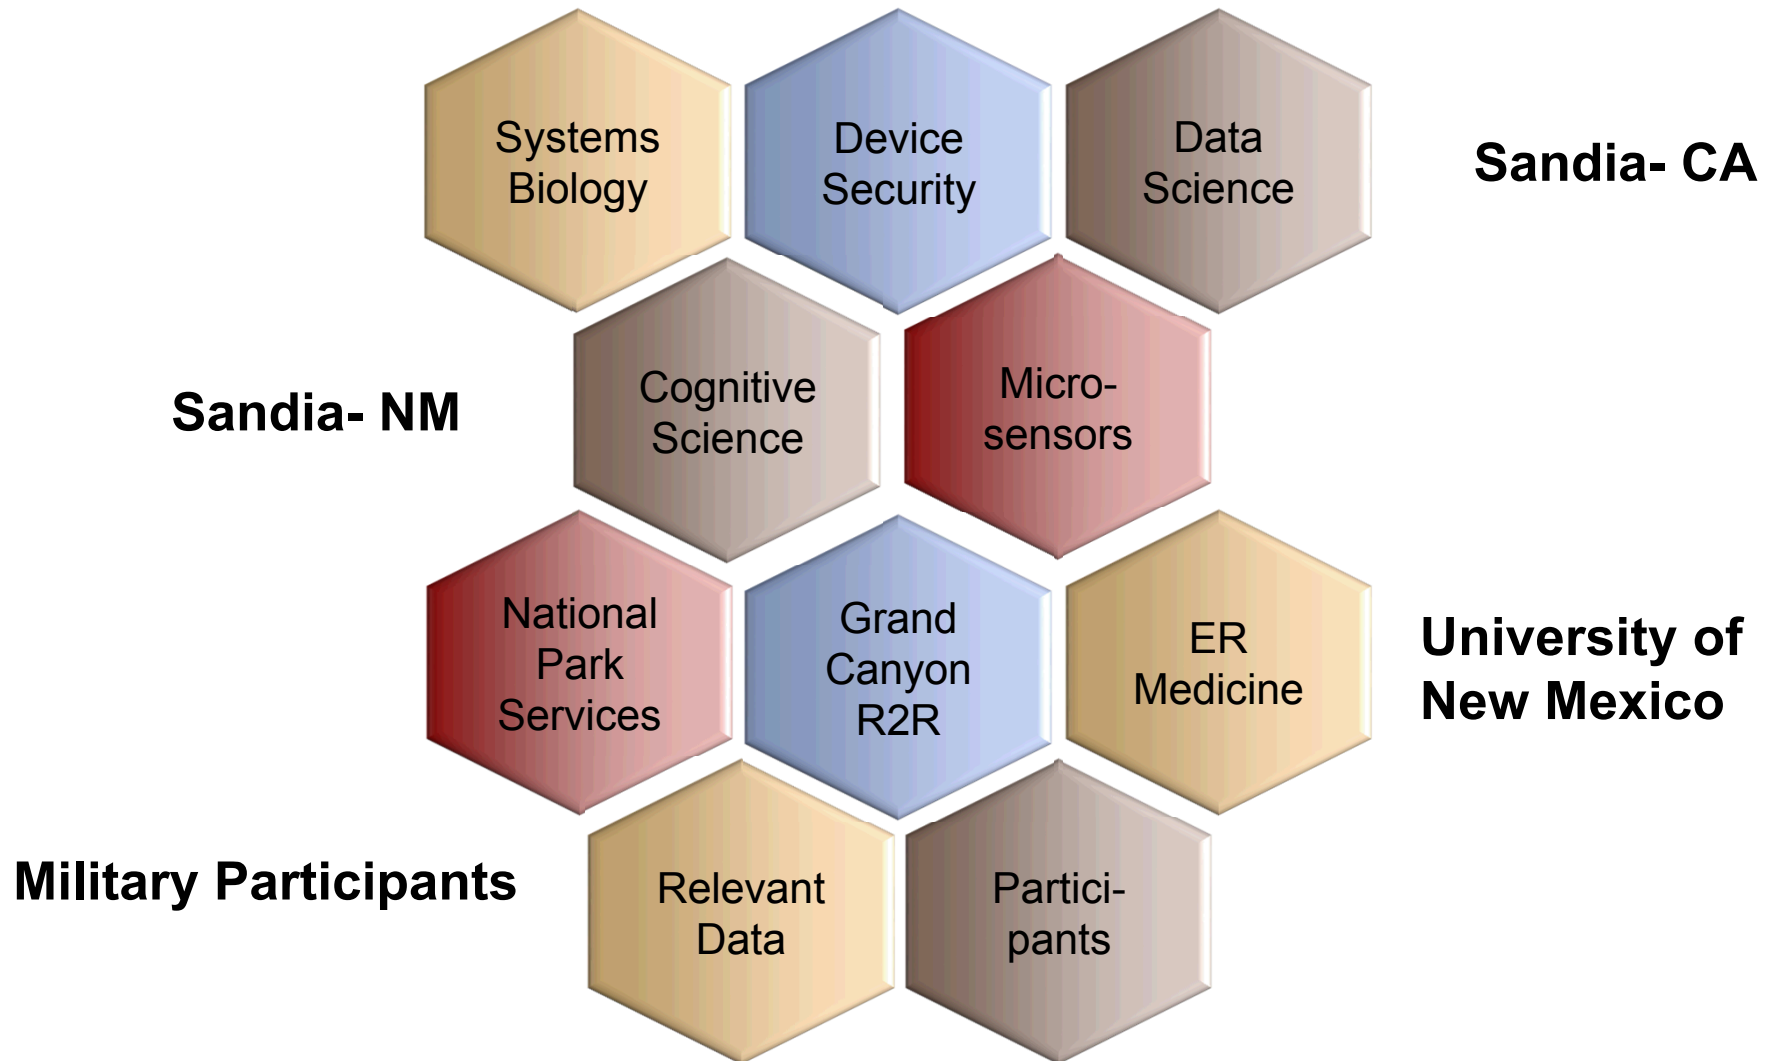 Systems
Biology
Device
Security
Data
Science
Sandia- CA
Sandia- NM
Cognitive
Science
Micro-
sensors
National
Park
Services
Grand
Canyon
R2R
ER
Medicine
University of
New Mexico
Military Participants
Relevant
Data
Partici-
pants